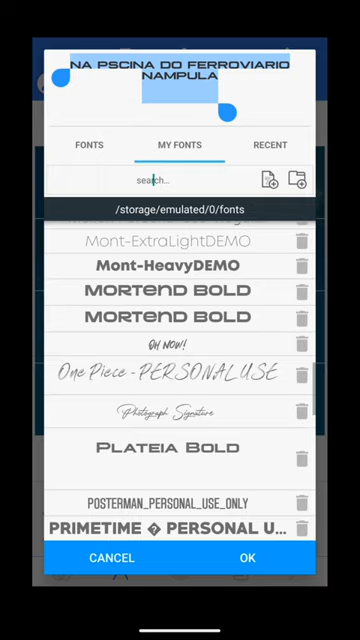 NA PSCINA DO FERROVIARIO
NAMPULA
FONTS
MY FONTS
RECENT
search...
/storage/emulated/0/fonts
Mont-ExtraLightDEMO
Mont-HeavyDEMO
Mortend Bold
Mortend Bold
OH NOW!
One Piece - PERSONAL USE
Photograph Signature
Plateia Bold
POSTERMAN_PERSONAL_USE_ONLY
PRIMETIME � PERSONAL U...
CANCEL
OK